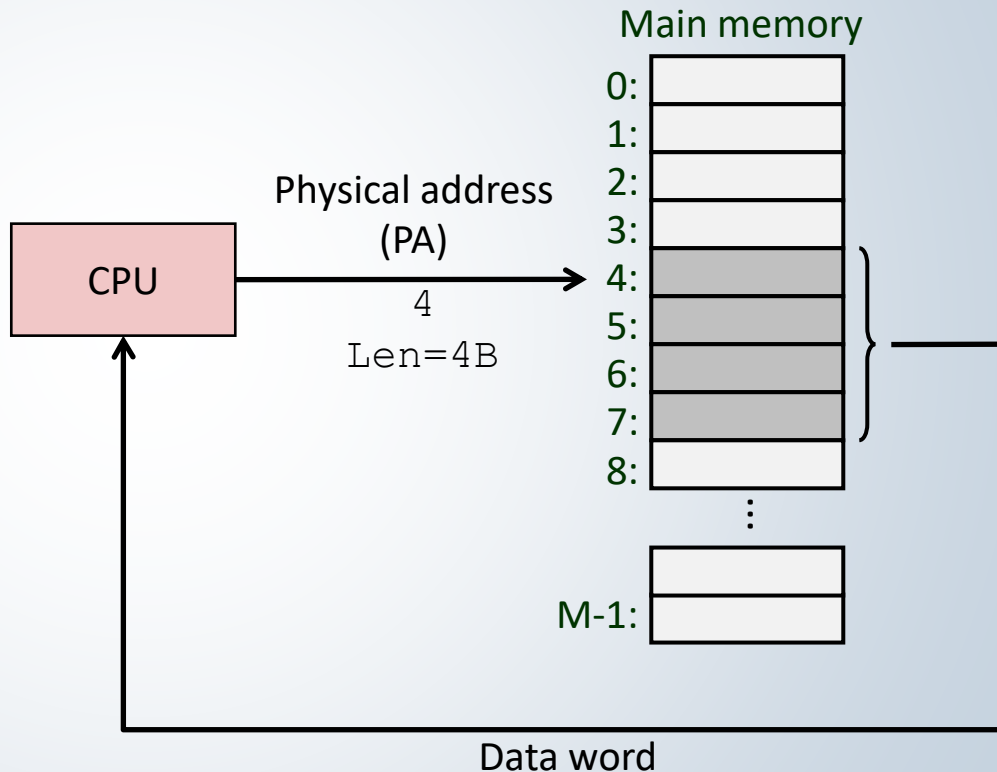 Main memory
0:
1:
2:
3:
4:
5:
6:
7:
8:
⋮
M-1:
Physical address
(PA)
4
Len=4B
CPU
Data word